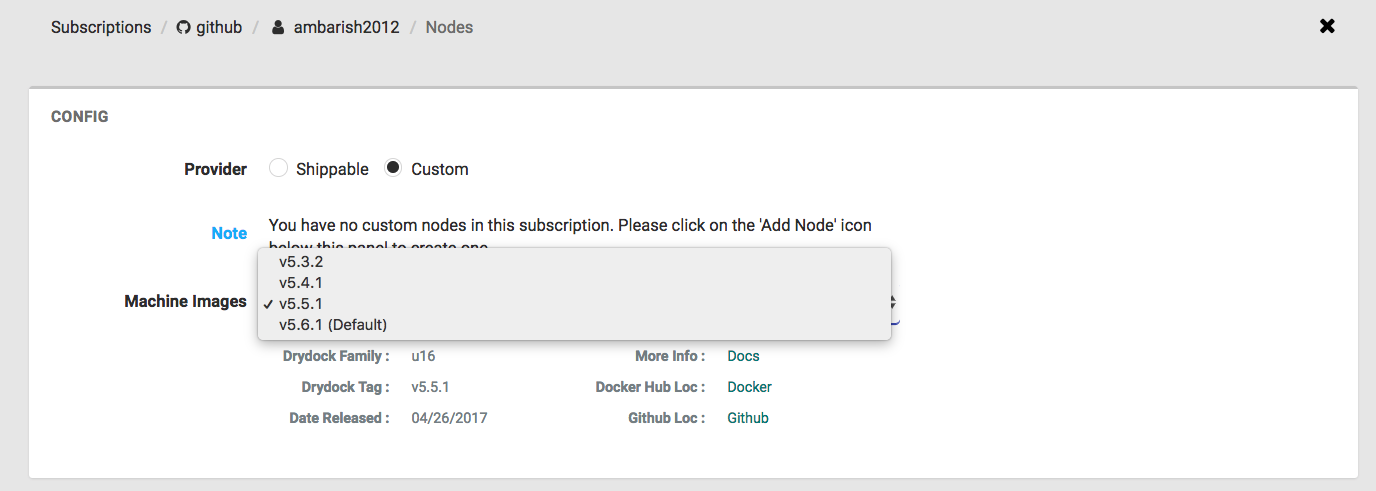 Subscriptions / github / ambarish2012 / Nodes
CONFIG
Provider Shippable Custom
Note You have no custom nodes in this subscription. Please click on the 'Add Node' icon
below this panel to create one
v5.3.2
v5.4.1
Machine Images ✓ v5.5.1
v5.6.1 (Default)
Drydock Family : u16 More Info : Docs
Drydock Tag : v5.5.1 Docker Hub Loc : Docker
Date Released : 04/26/2017 Github Loc : Github